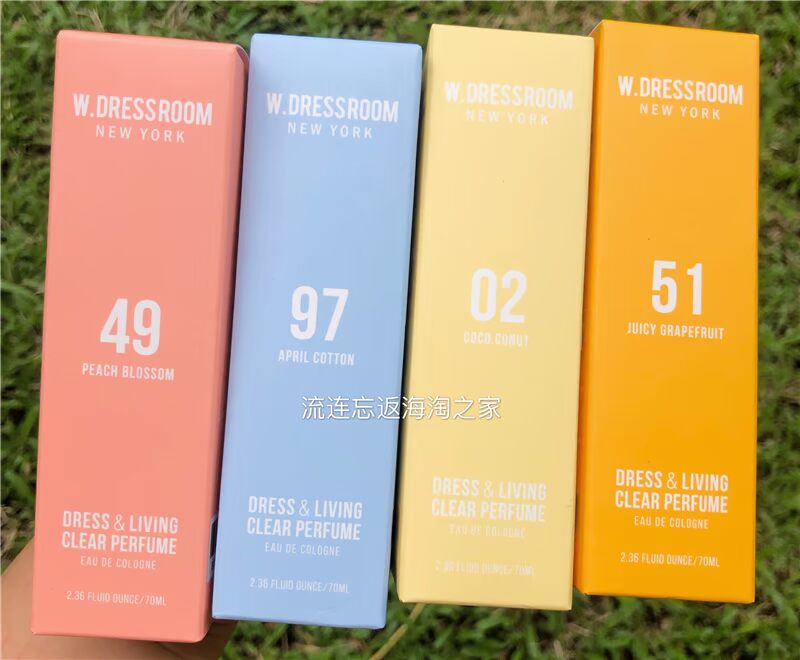 W.DRESSROOM
NEW YORK
49
PEACH BLOSSOM
DRESS & LIVING
CLEAR PERFUME
EAU DE COLOGNE
2.36 FLUID OUNCE/70ML
W.DRESSROOM
NEW YORK
97
APRIL COTTON
DRESS & LIVING
CLEAR PERFUME
EAU DE COLOGNE
2.36 FLUID OUNCE/70ML
W.DRESSROOM
NEW YORK
02
COCO.CONUT
DRESS & LIVING
CLEAR PERFUME
EAU DE COLOGNE
2.36 FLUID OUNCE/70ML
W.DRESSROOM
NEW YORK
51
JUICY GRAPEFRUIT
DRESS & LIVING
CLEAR PERFUME
EAU DE COLOGNE
2.36 FLUID OUNCE/70ML
流连忘返海淘之家